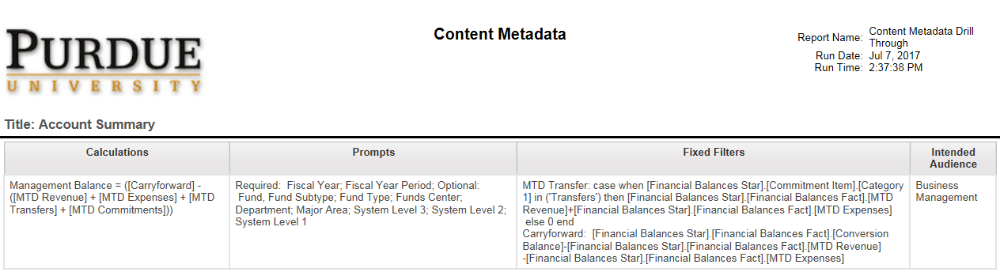 PURDUE
UNIVERSITY
Content Metadata
Report Name: Content Metadata Drill
Through
Run Date: Jul 7, 2017
Run Time: 2:37:38 PM
Title: Account Summary
Calculations
Prompts
Fixed Filters
Intended
Audience
Management Balance = ([Carryforward] -
([MTD Revenue] + [MTD Expenses] + [MTD
Transfers] + [MTD Commitments]))
Required:  Fiscal Year; Fiscal Year Period; Optional:
Fund, Fund Subtype; Fund Type; Funds Center;
Department; Major Area; System Level 3; System Level 2;
System Level 1
MTD Transfer: case when [Financial Balances Star].[Commitment Item].[Category
1] in ('Transfers') then [Financial Balances Star].[Financial Balances Fact].[MTD
Revenue]+[Financial Balances Star].[Financial Balances Fact].[MTD Expenses]
else 0 end
Carryforward:  [Financial Balances Star].[Financial Balances Fact].[Conversion
Balance]-[Financial Balances Star].[Financial Balances Fact].[MTD Revenue]
-[Financial Balances Star].[Financial Balances Fact].[MTD Expenses]
Business
Management